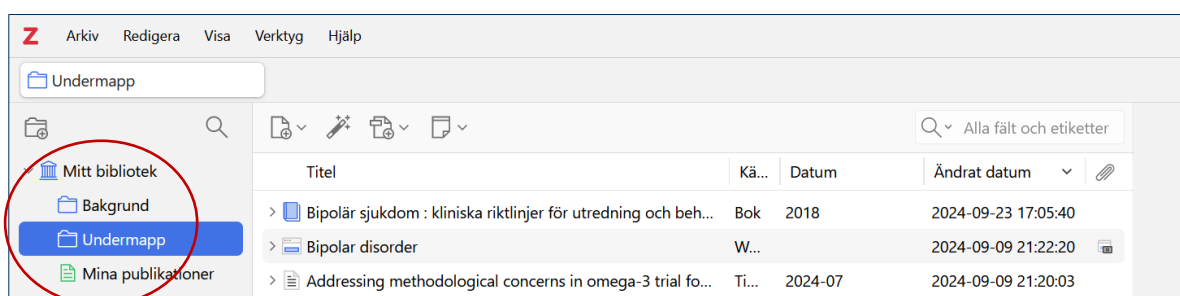 Z Arkiv Redigera Visa Verktyg Hjälp
Undermapp
Alla fält och etiketter
Mitt bibliotek
Bakgrund
Undermapp
Mina publikationer
Titel Kä... Datum Ändrat datum
Bipolär sjukdom : kliniska riktlinjer för utredning och beh... Bok 2018 2024-09-23 17:05:40
Bipolar disorder W... 2024-09-09 21:22:20
Addressing methodological concerns in omega-3 trial fo... Ti... 2024-07 2024-09-09 21:20:03